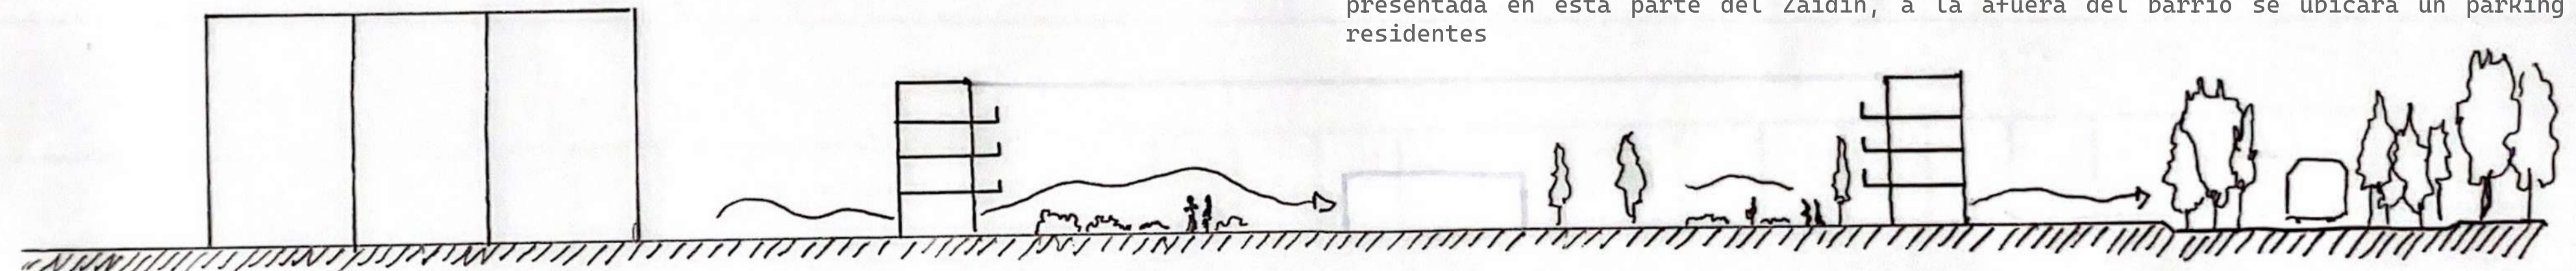 presentada en esta parte del Zaidín, a la afuera del barrio se ubicará un parking
residentes